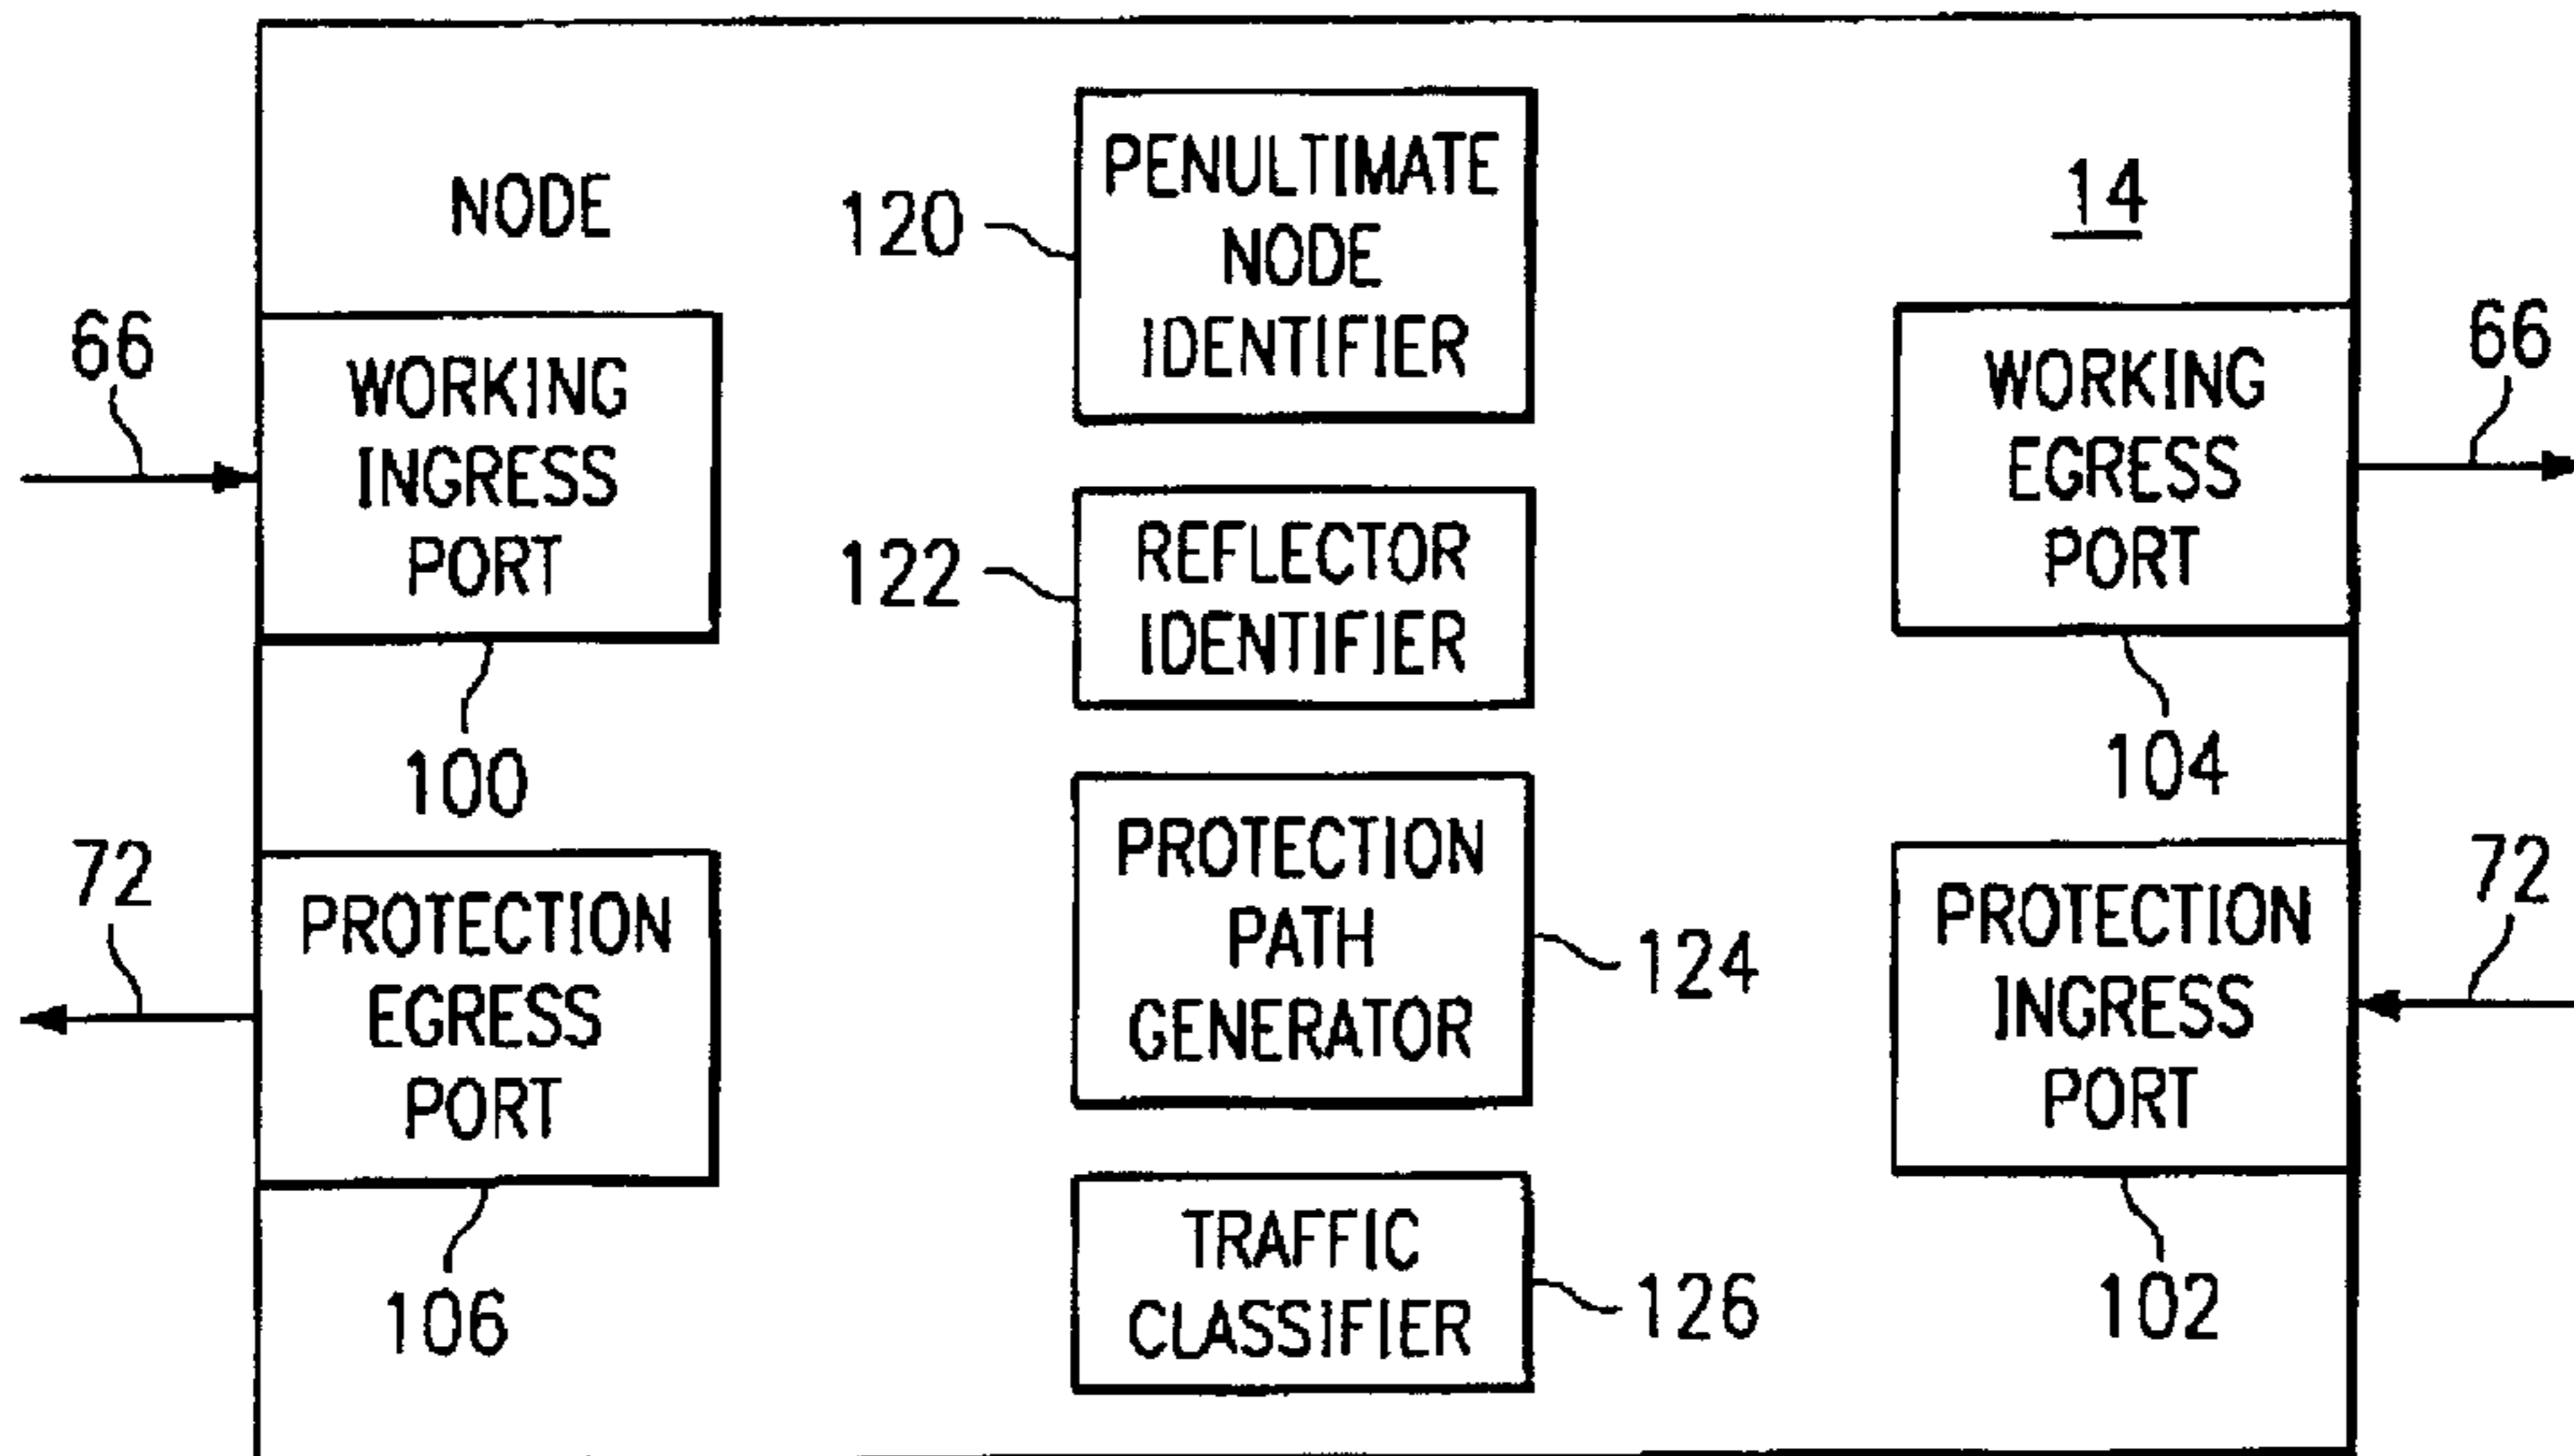 NODE
14
66
WORKING
INGRESS
PORT
100
72
PROTECTION
EGRESS
PORT
106
120
PENULTIMATE
NODE
IDENTIFIER
122
REFLECTOR
IDENTIFIER
PROTECTION
PATH
GENERATOR
124
TRAFFIC
CLASSIFIER
126
WORKING
EGRESS
PORT
66
104
PROTECTION
INGRESS
PORT
72
102